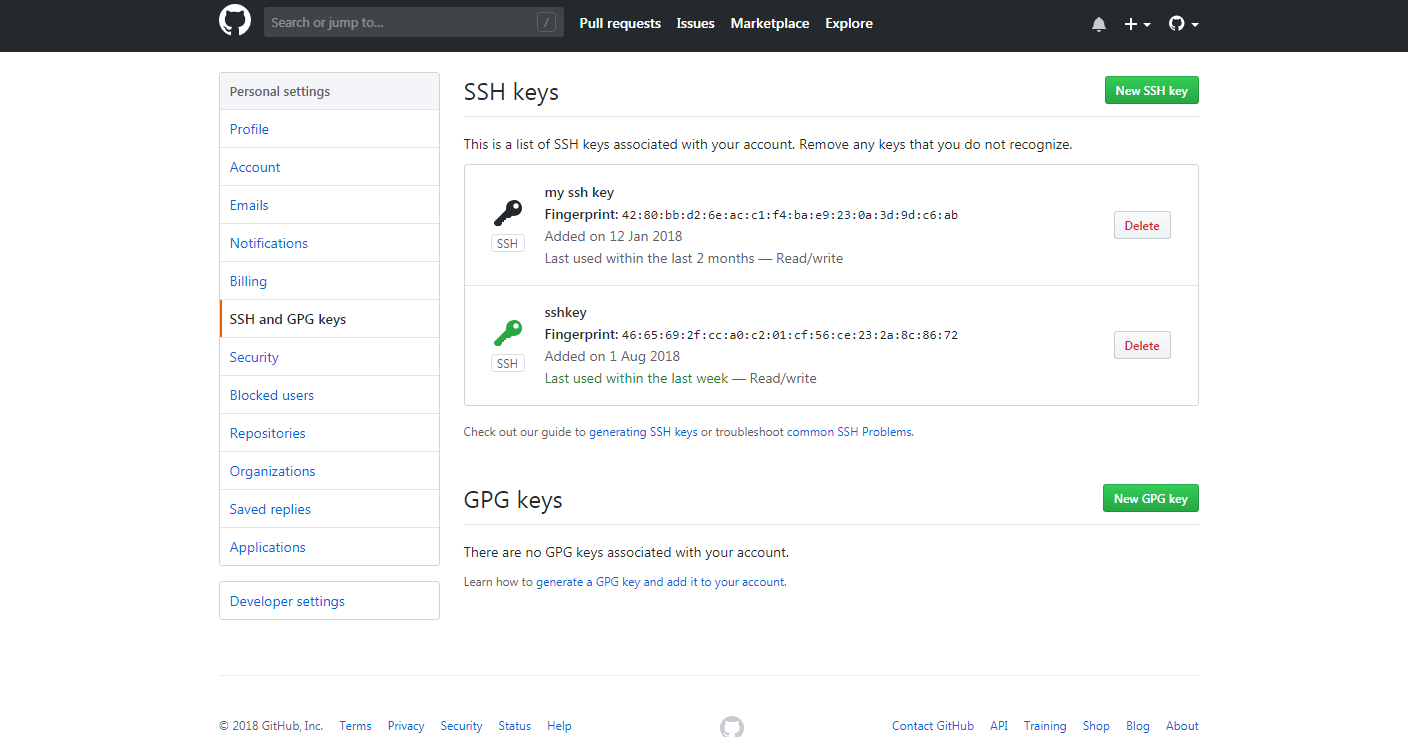 Search or jump to... /
Pull requests Issues Marketplace Explore
Personal settings
Profile
Account
Emails
Notifications
Billing
SSH and GPG keys
Security
Blocked users
Repositories
Organizations
Saved replies
Applications
Developer settings
SSH keys
New SSH key
This is a list of SSH keys associated with your account. Remove any keys that you do not recognize.
SSH
my ssh key
Fingerprint: 42:80:bb:d2:6e:ac:c1:f4:ba:e9:23:0a:3d:9d:c6:ab
Added on 12 Jan 2018
Last used within the last 2 months — Read/write
Delete
SSH
sshkey
Fingerprint: 46:65:69:2f:cc:a0:c2:01:cf:56:ce:23:2a:8c:86:72
Added on 1 Aug 2018
Last used within the last week — Read/write
Delete
Check out our guide to generating SSH keys or troubleshoot common SSH Problems.
GPG keys
New GPG key
There are no GPG keys associated with your account.
Learn how to generate a GPG key and add it to your account.
© 2018 GitHub, Inc. Terms Privacy Security Status Help
Contact GitHub API Training Shop Blog About